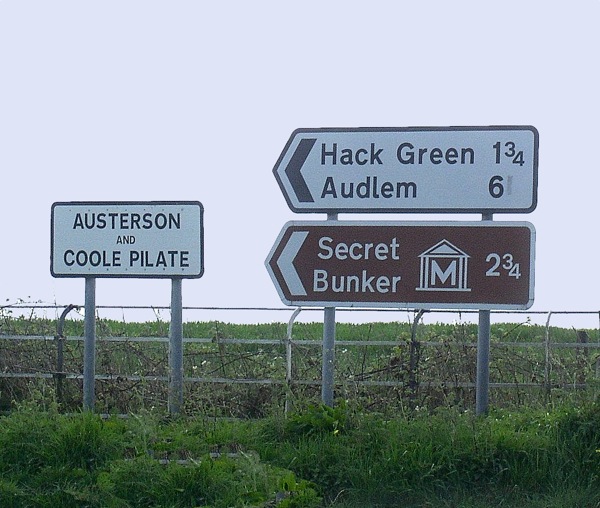 AUSTERSON
AND
COOLE PILATE
Hack Green 1¾
Audlem 6
Secret
Bunker M 2¾